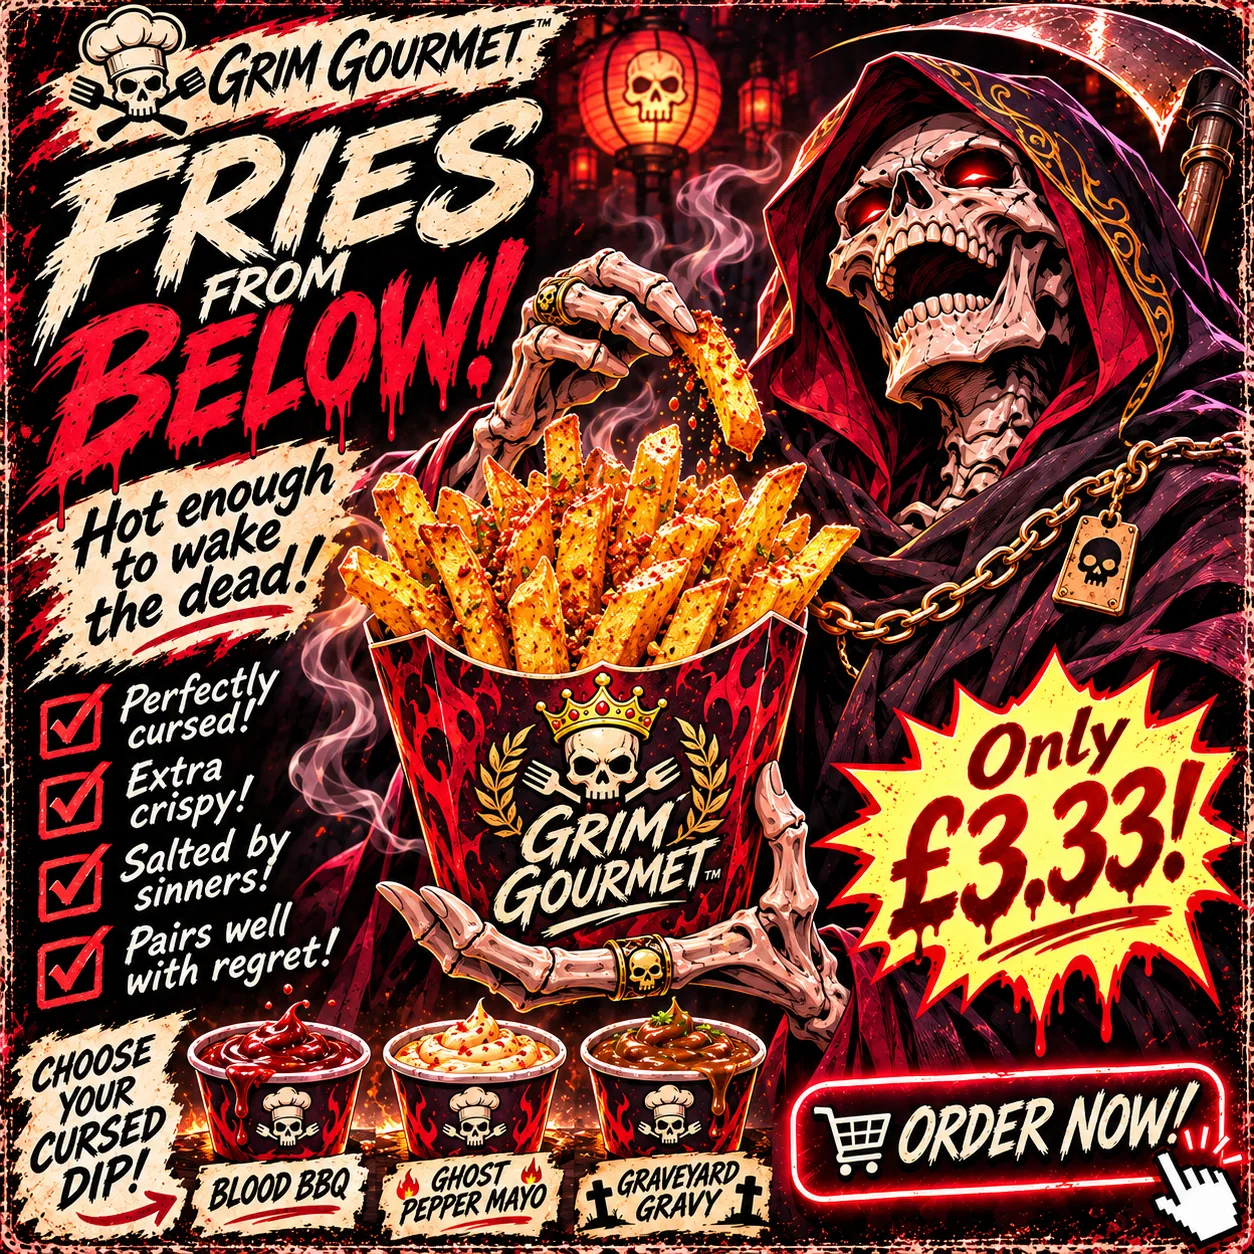 GRIM GOURMET™
FRIES
FROM
BELOW!
Hot enough
to wake
the dead!
Perfectly
cursed!
Extra
crispy!
Salted by
sinners!
Pairs well
with regret!
GRIM
GOURMET™
Only
£3.33!
CHOOSE
YOUR
CURSED
DIP!
BLOOD BBQ
GHOST
PEPPER MAYO
GRAVEYARD
GRAVY
ORDER NOW!